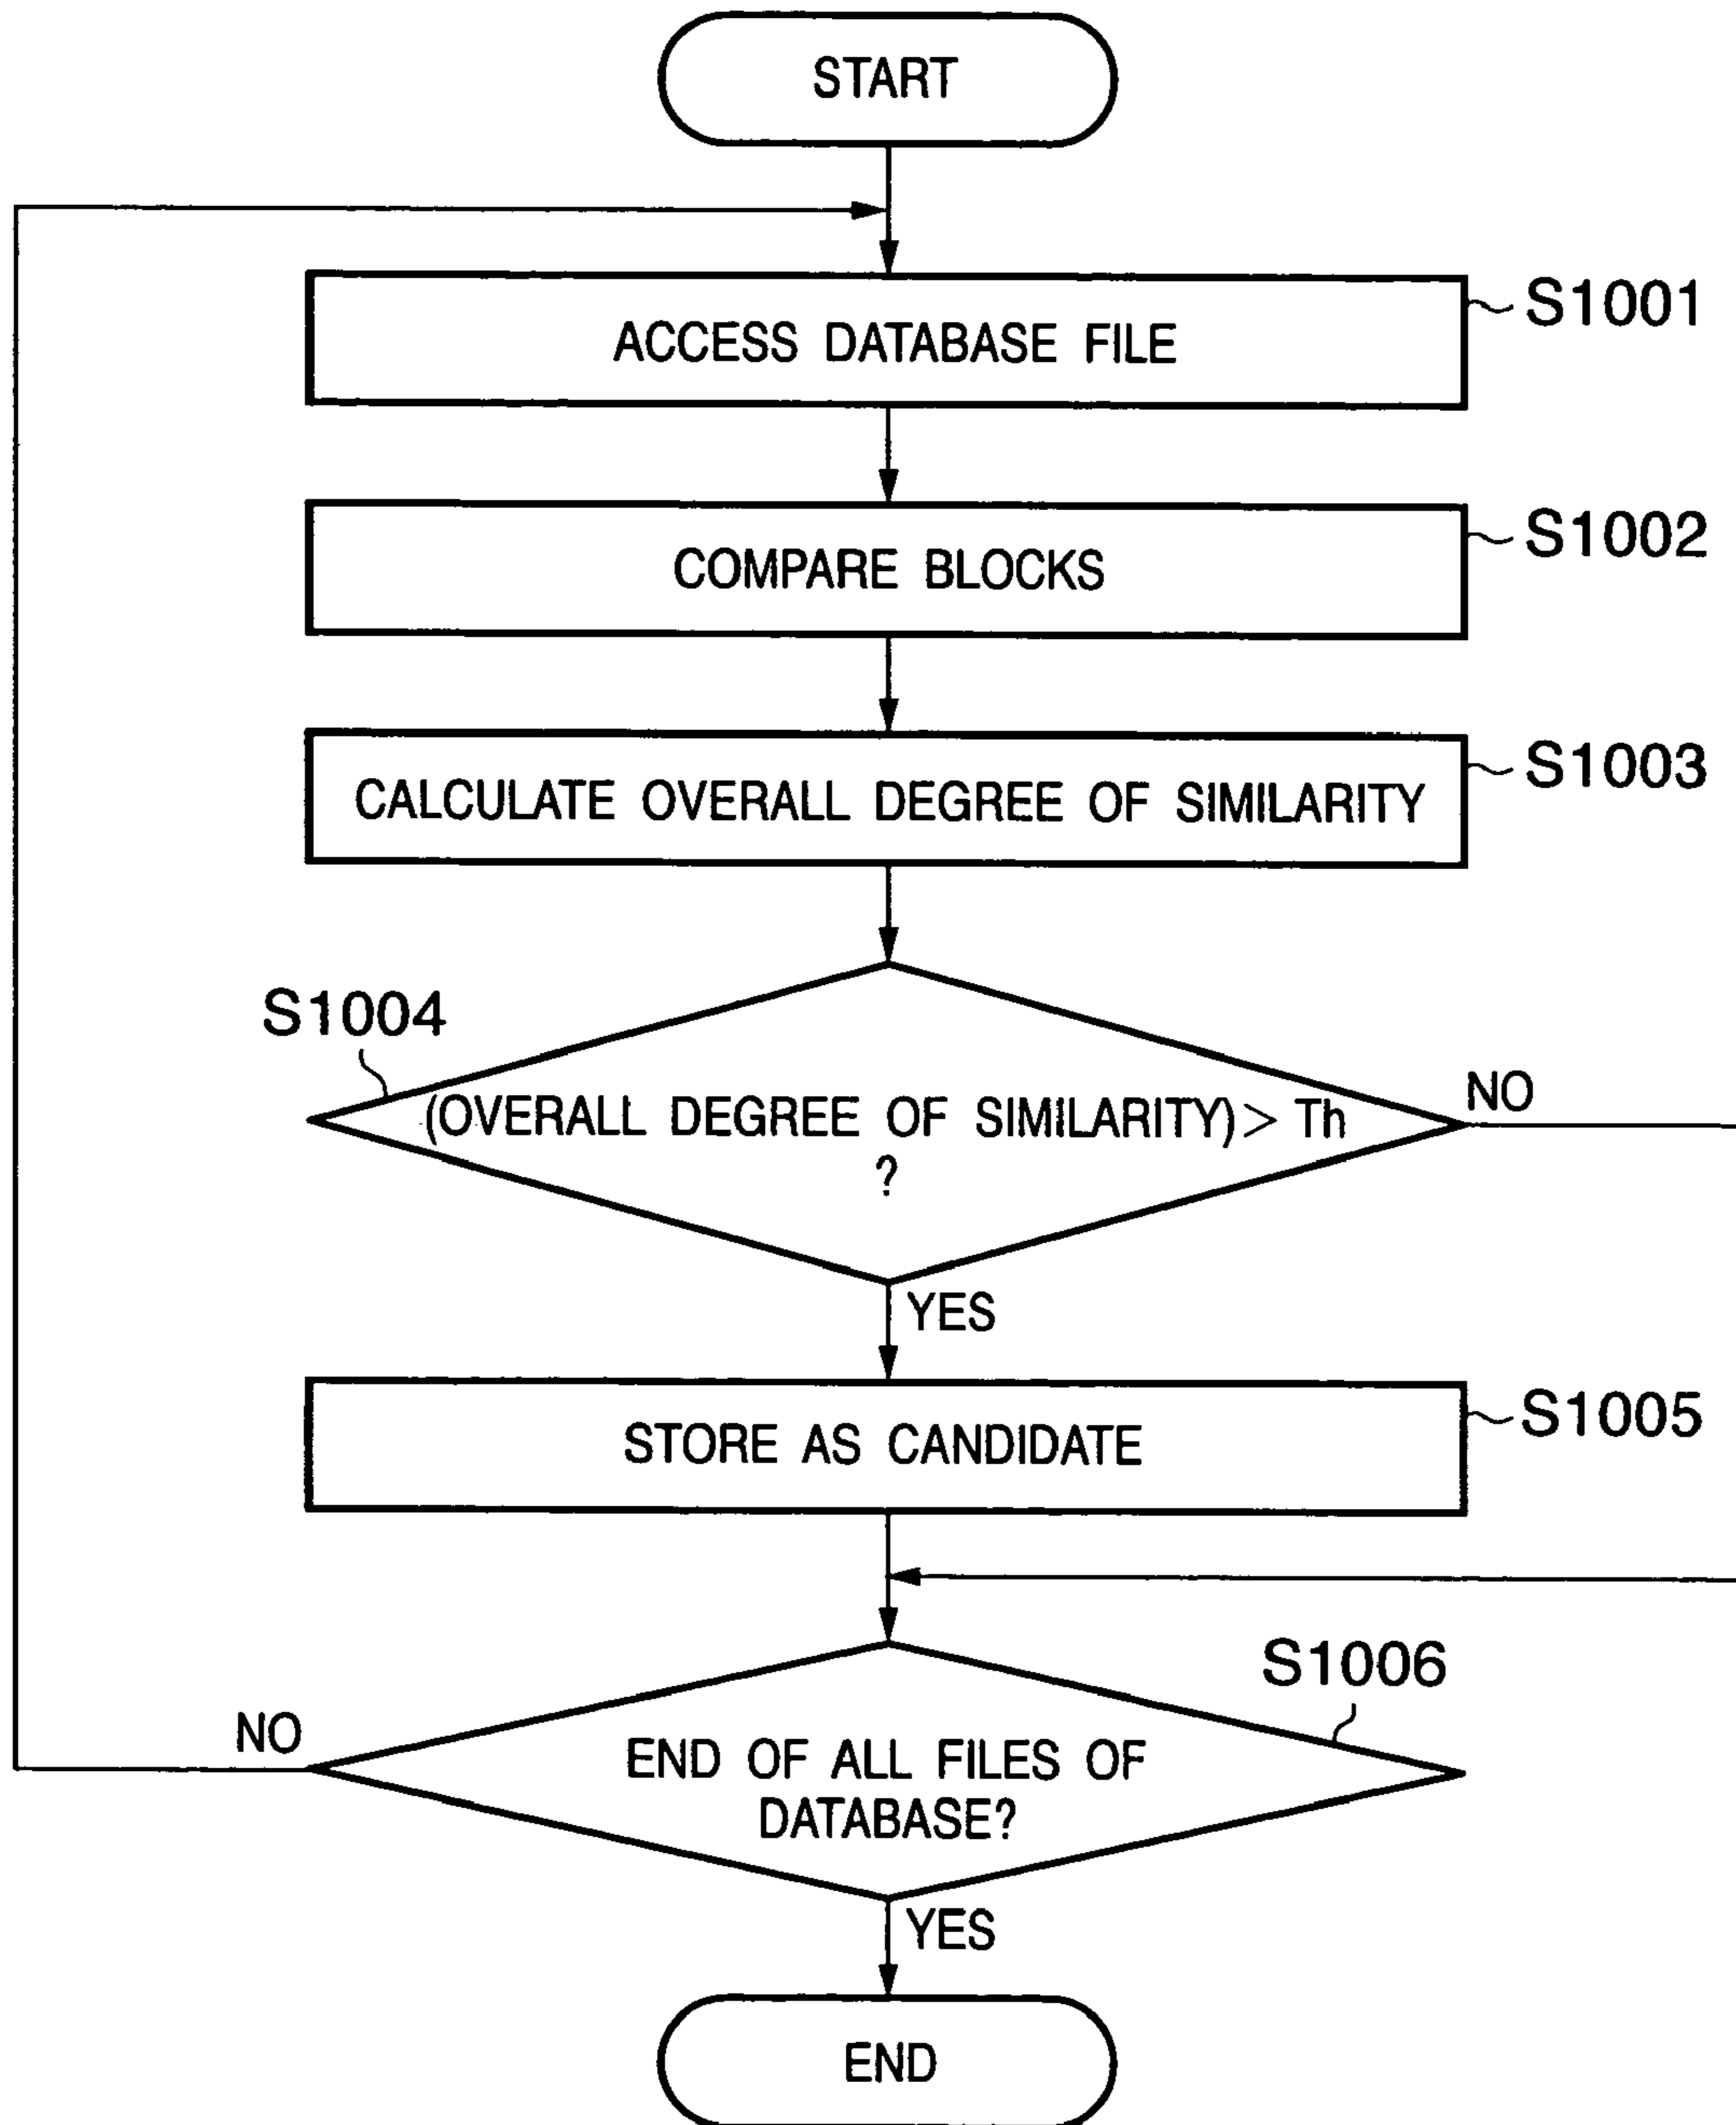 START
ACCESS DATABASE FILE
S1001
COMPARE BLOCKS
S1002
CALCULATE OVERALL DEGREE OF SIMILARITY
S1003
S1004
(OVERALL DEGREE OF SIMILARITY) > Th
?
NO
YES
STORE AS CANDIDATE
S1005
S1006
NO
END OF ALL FILES OF
DATABASE?
YES
END